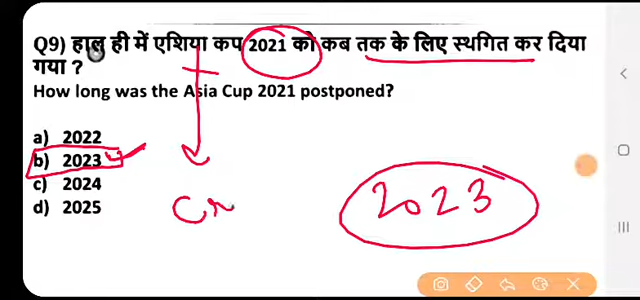 Q9) हाल ही में एशिया कप 2021 को कब तक के लिए स्थगित कर दिया
गया ?
How long was the Asia Cup 2021 postponed?
a) 2022
b) 2023
c) 2024
d) 2025
2023